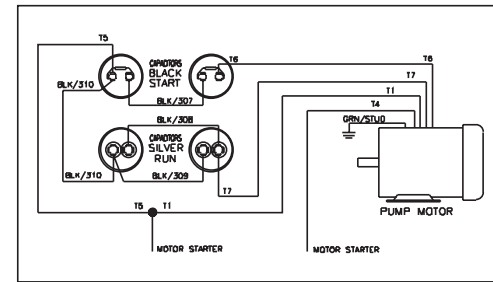 T5
T6
T8
CAPACITORS
BLACK
START
T7
BLK/310
T1
BLK/307
T4
BLK/308
GRN/STUD
CAPACITORS
SILVER
RUN
BLK/310
BLK/309
T7
T5
T1
PUMP MOTOR
MOTOR STARTER
MOTOR STARTER